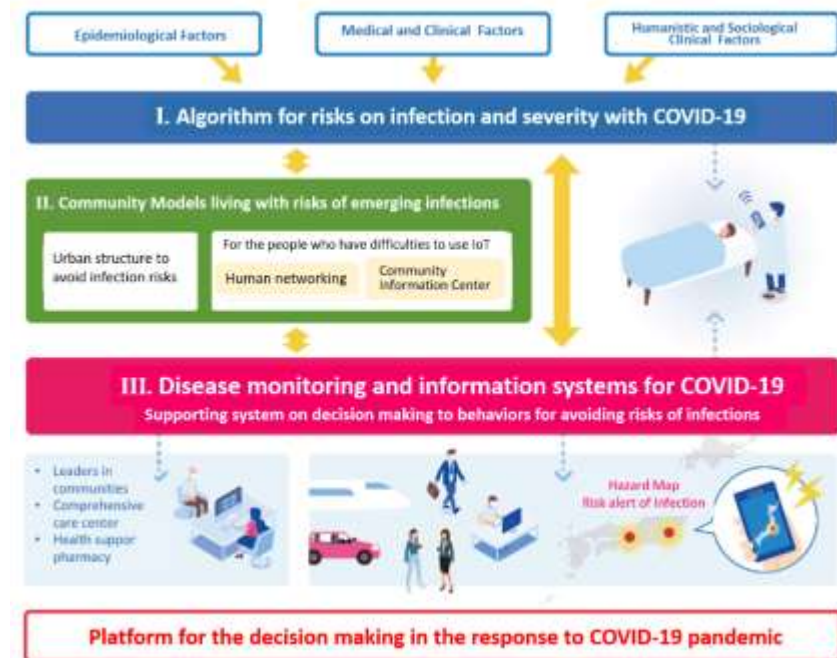 Epidemiological Factors
Medical and Clinical Factors
Humanistic and Sociological
Clinical Factors
I. Algorithm for risks on infection and severity with COVID-19
II. Community Models living with risks of emerging infections
Urban structure to
avoid infection risks
For the people who have difficulties to use IoT?
Human networking
Community
Information Center
III. Disease monitoring and information systems for COVID-19
Supporting system on decision making to behaviors for avoiding risks of infections
• Leaders in
communities
• Comprehensive
care center
• Health suppor
pharmacy
Hazard Map
Risk alert of Infection
Platform for the decision making in the response to COVID-19 pandemic